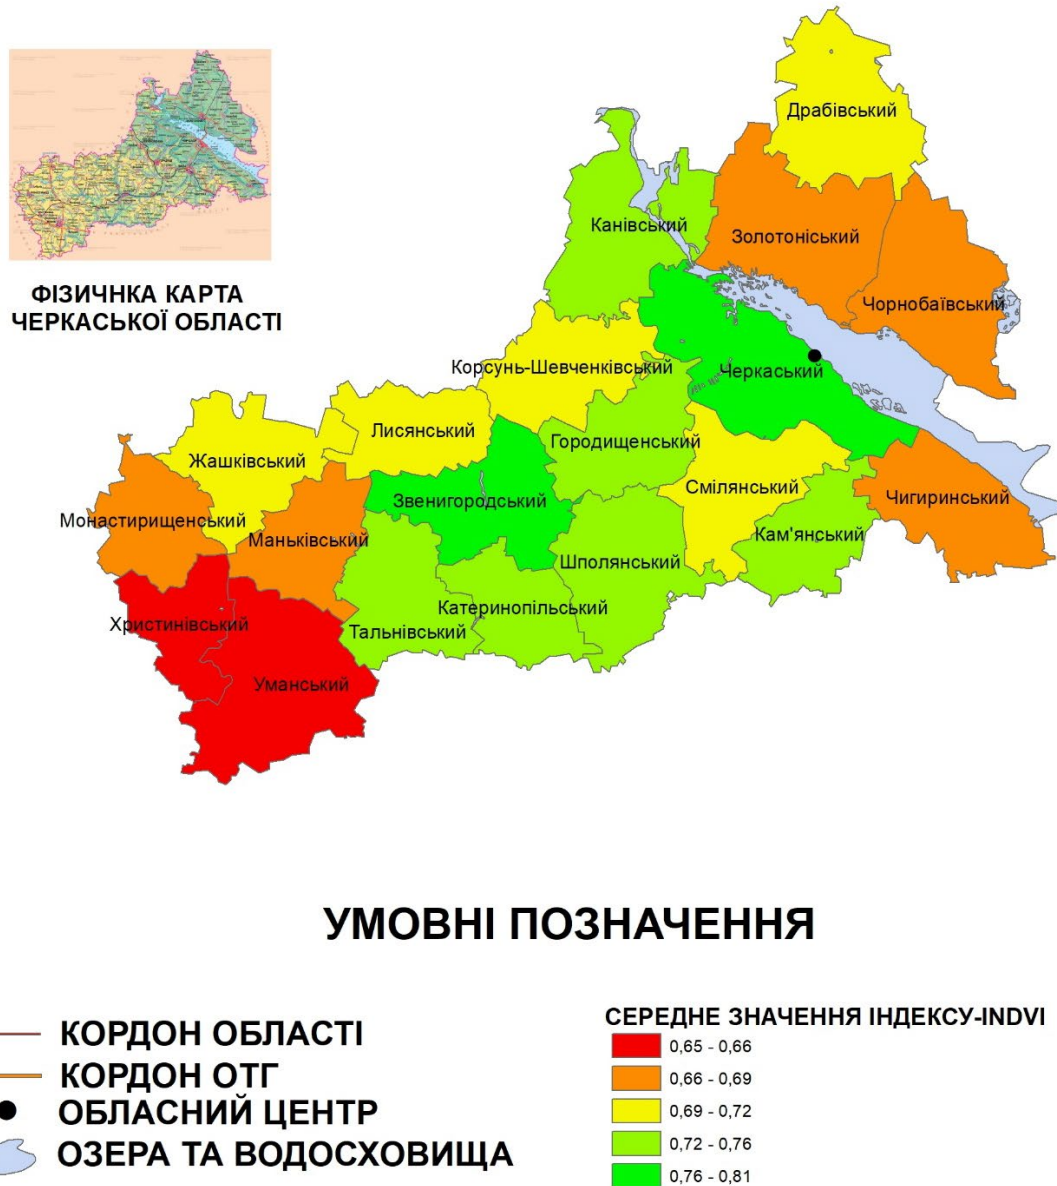 Драбівський
Канівський
Золотоніський
ФІЗИЧНКА КАРТА
ЧЕРКАСЬКОЇ ОБЛАСТІ
Чорнобаївський
Корсунь-Шевченківський
Черкаський
Лисянський
Городищенський
Жашківський
Смілянський
Звенигородський
Чигиринський
Монастирищенський
Маньківський
Кам'янський
Шполянський
Катеринопільський
Христинівський
Тальнівський
Уманський
УМОВНІ ПОЗНАЧЕННЯ
КОРДОН ОБЛАСТІ
КОРДОН ОТГ
ОБЛАСНИЙ ЦЕНТР
ОЗЕРА ТА ВОДОСХОВИЩА
СЕРЕДНЕ ЗНАЧЕННЯ ІНДЕКСУ-INDVI
0,65 - 0,66
0,66 - 0,69
0,69 - 0,72
0,72 - 0,76
0,76 - 0,81